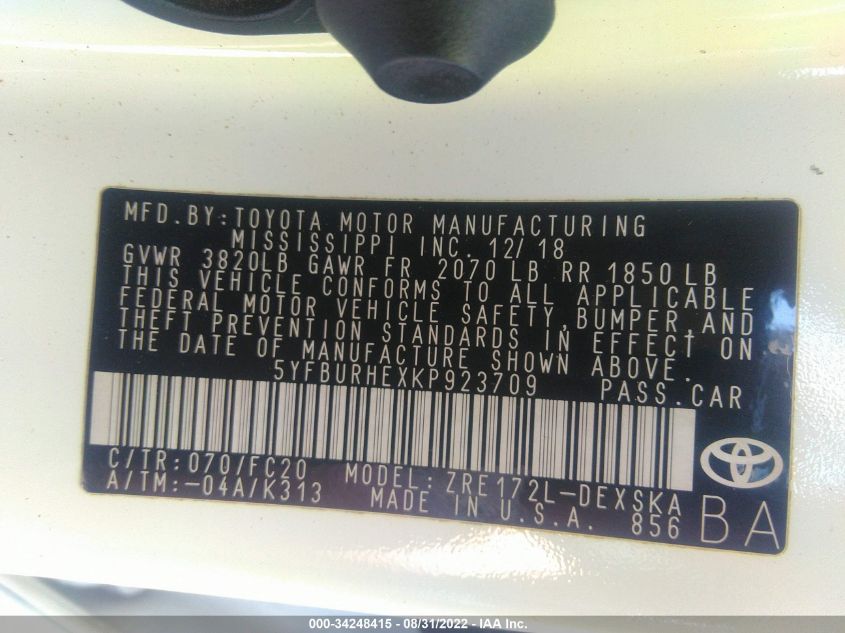 MFD.BY:TOYOTA MOTOR MANUFACTURING
MISSISSIPPI INC. 12/18
GVWR 3820LB GAWR FR 2070 LB RR 1850 LB
THIS VEHICLE CONFORMS TO ALL APPLICABLE
FEDERAL MOTOR VEHICLE SAFETY, BUMPER, AND
THEFT PREVENTION STANDARDS IN EFFECT ON
THE DATE OF MANUFACTURE SHOWN ABOVE.
5YFBURHEXKP923709 PASS.CAR
C/TR:070/FC20 MODEL:ZRE172L-DEXSKA
A/TM:-04A/K313 MADE IN U.S.A. 856 BA
000-34248415 - 08/31/2022 - IAA Inc.